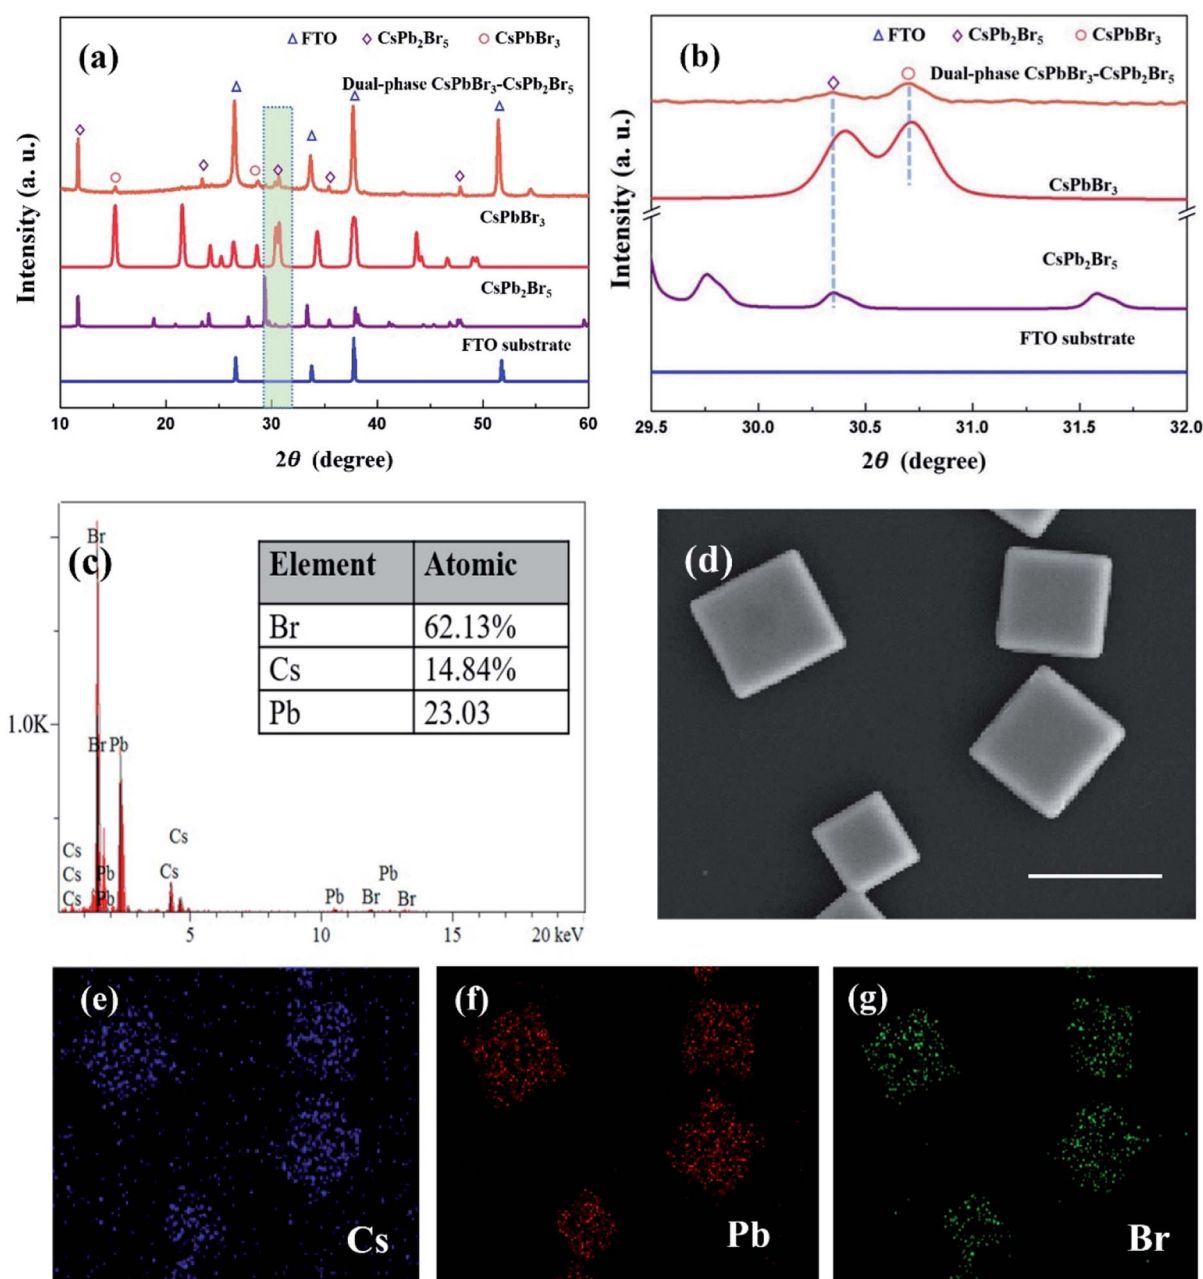 (a)
△ FTO ◇ CsPb₂Br₅ ○ CsPbBr₃
Dual-phase CsPbBr₃-CsPb₂Br₅
CsPbBr₃
CsPb₂Br₅
FTO substrate
Intensity (a. u.)
10 20 30 40 50 60
2θ (degree)
(b)
△ FTO ◇ CsPb₂Br₅ ○ CsPbBr₃
Dual-phase CsPbBr₃-CsPb₂Br₅
CsPbBr₃
CsPb₂Br₅
FTO substrate
Intensity (a. u.)
29.5 30.0 30.5 31.0 31.5 32.0
2θ (degree)
(c)
Br
Element Atomic
Br 62.13%
Cs 14.84%
Pb 23.03
1.0K
Br Pb
Cs
Cs
Cs Pb Cs Pb
Cs Pb Pb Br Br
5 10 15 20 keV
(d)
(e)
Cs
(f)
Pb
(g)
Br